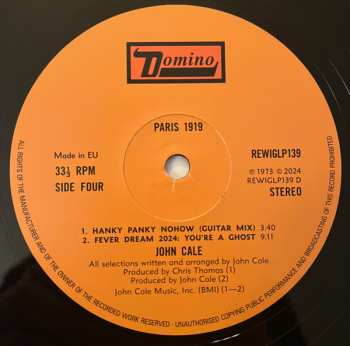 Domino
PARIS 1919
Made in EU
33⅓ RPM
SIDE FOUR
REWIGLP139
℗ 1973 © 2024
REWIGLP139 D
STEREO
1. HANKY PANKY NOHOW (GUITAR MIX) 3.40
2. FEVER DREAM 2024: YOU'RE A GHOST 9.11
JOHN CALE
All selections written and arranged by John Cale
Produced by Chris Thomas (1)
Produced by John Cale (2)
John Cale Music, Inc. (BMI) (1—2)
ALL RIGHTS OF THE MANUFACTURER AND OF THE OWNER OF THE RECORDED WORK RESERVED · UNAUTHORISED COPYING PUBLIC PERFORMANCE AND BROADCASTING OF THIS RECORD PROHIBITED